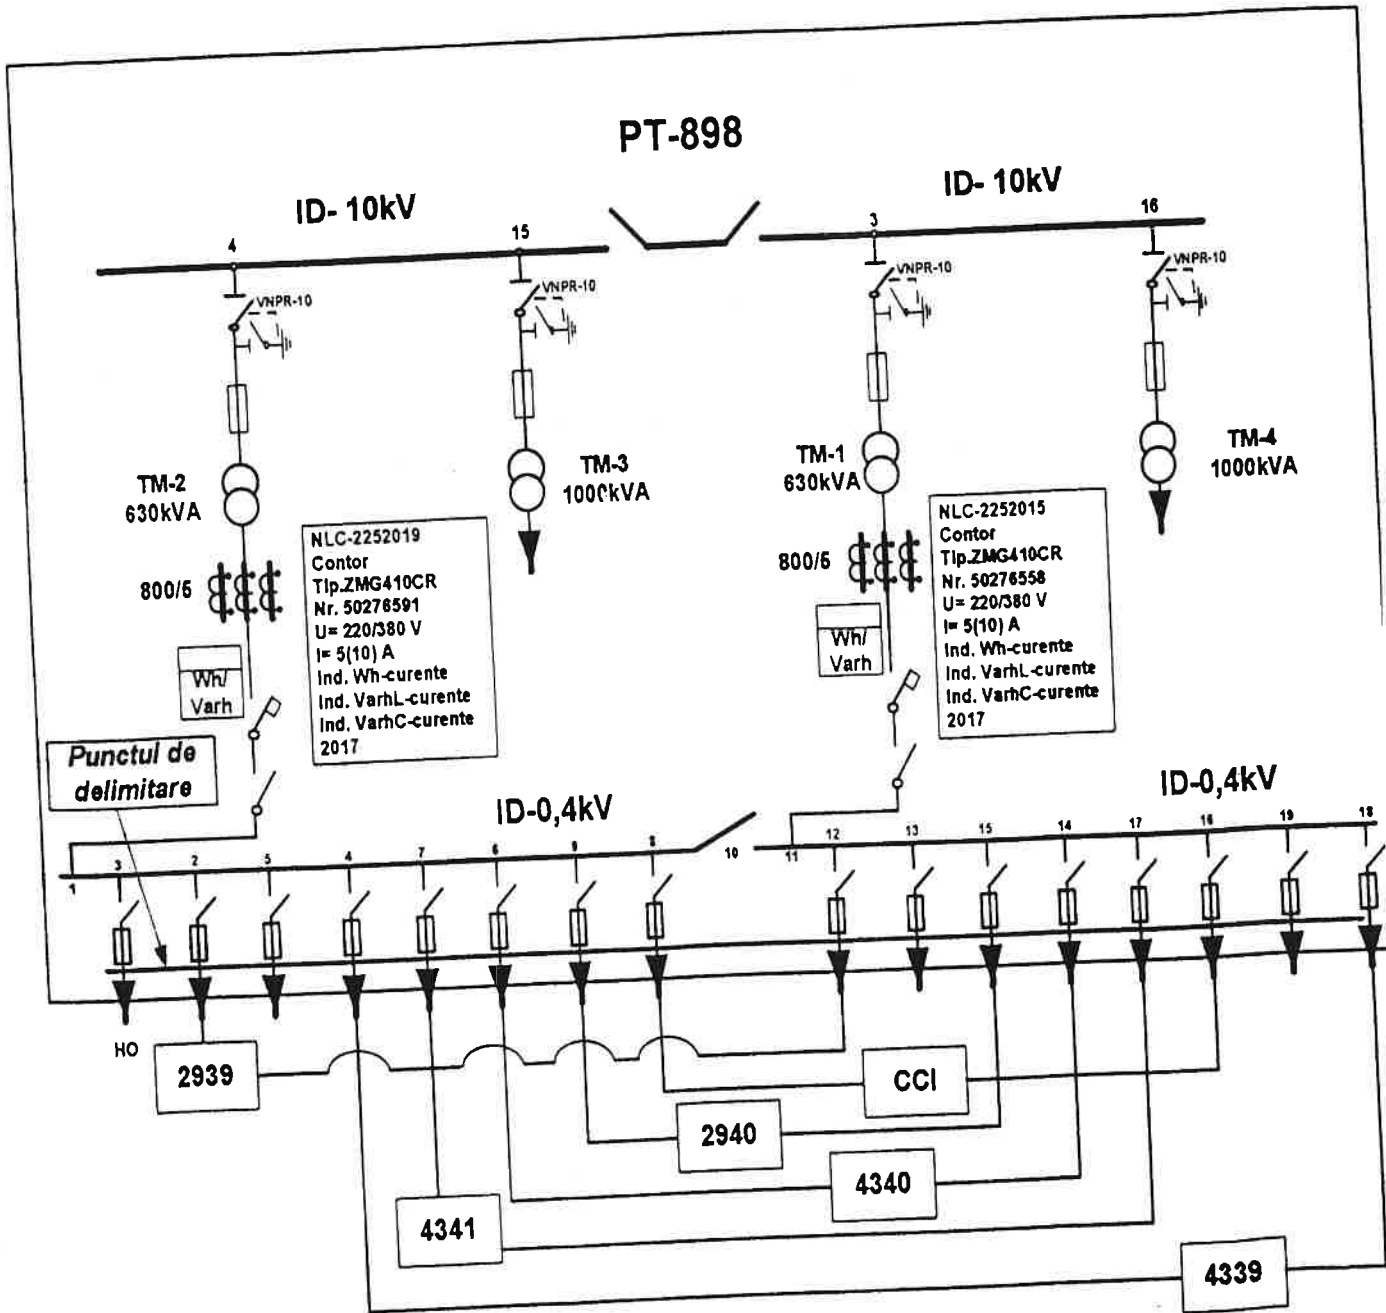 PT-898
ID- 10kV
ID- 10kV
4
15
3
16
VNPR-10
VNPR-10
VNPR-10
VNPR-10
TM-2
630kVA
TM-3
1000kVA
TM-1
630kVA
TM-4
1000kVA
800/5
NLC-2252019
Contor
Tip.ZMG410CR
Nr. 50276591
U= 220/380 V
I= 5(10) A
Ind. Wh-curente
Ind. VarhL-curente
Ind. VarhC-curente
2017
800/5
NLC-2252015
Contor
Tip.ZMG410CR
Nr. 50276558
U= 220/380 V
I= 5(10) A
Ind. Wh-curente
Ind. VarhL-curente
Ind. VarhC-curente
2017
Wh/
Varh
Wh/
Varh
Punctul de
delimitare
ID-0,4kV
ID-0,4kV
1
3
2
5
4
7
6
9
8
10
11
12
13
15
14
17
16
19
18
HO
2939
CCI
2940
4340
4341
4339